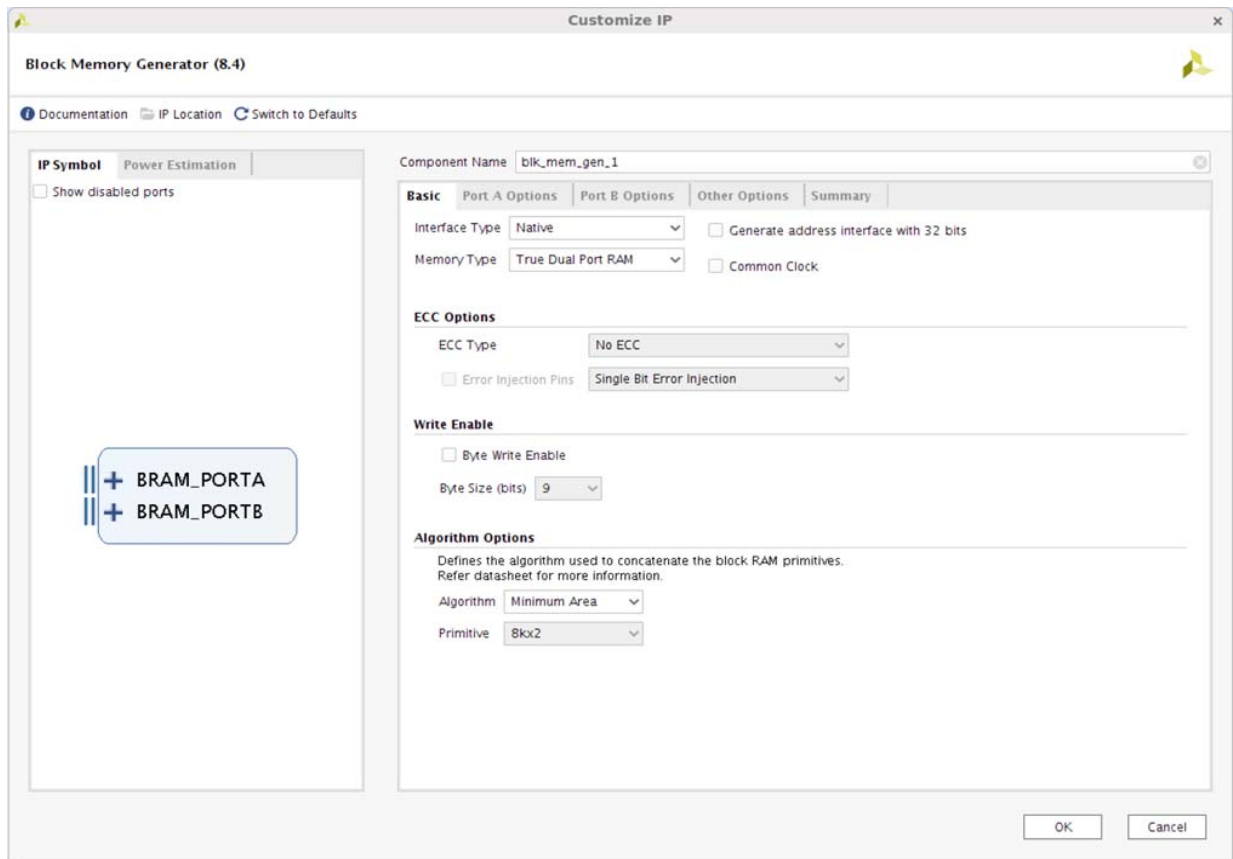 Customize IP
Block Memory Generator (8.4)
Documentation IP Location Switch to Defaults
IP Symbol Power Estimation
Show disabled ports
BRAM_PORTA
BRAM_PORTB
Component Name blk_mem_gen_1
Basic Port A Options Port B Options Other Options Summary
Interface Type Native Generate address interface with 32 bits
Memory Type True Dual Port RAM Common Clock
ECC Options
ECC Type No ECC
Error Injection Pins Single Bit Error Injection
Write Enable
Byte Write Enable
Byte Size (bits) 9
Algorithm Options
Defines the algorithm used to concatenate the block RAM primitives.
Refer datasheet for more information.
Algorithm Minimum Area
Primitive 8kx2
OK Cancel